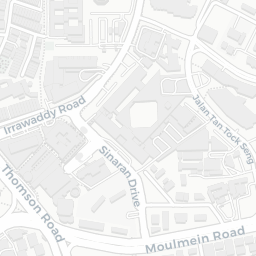 Irrawaddy Road
Jalan Tan Tock Seng
Sinaran Drive
Thomson Road
Moulmein Road